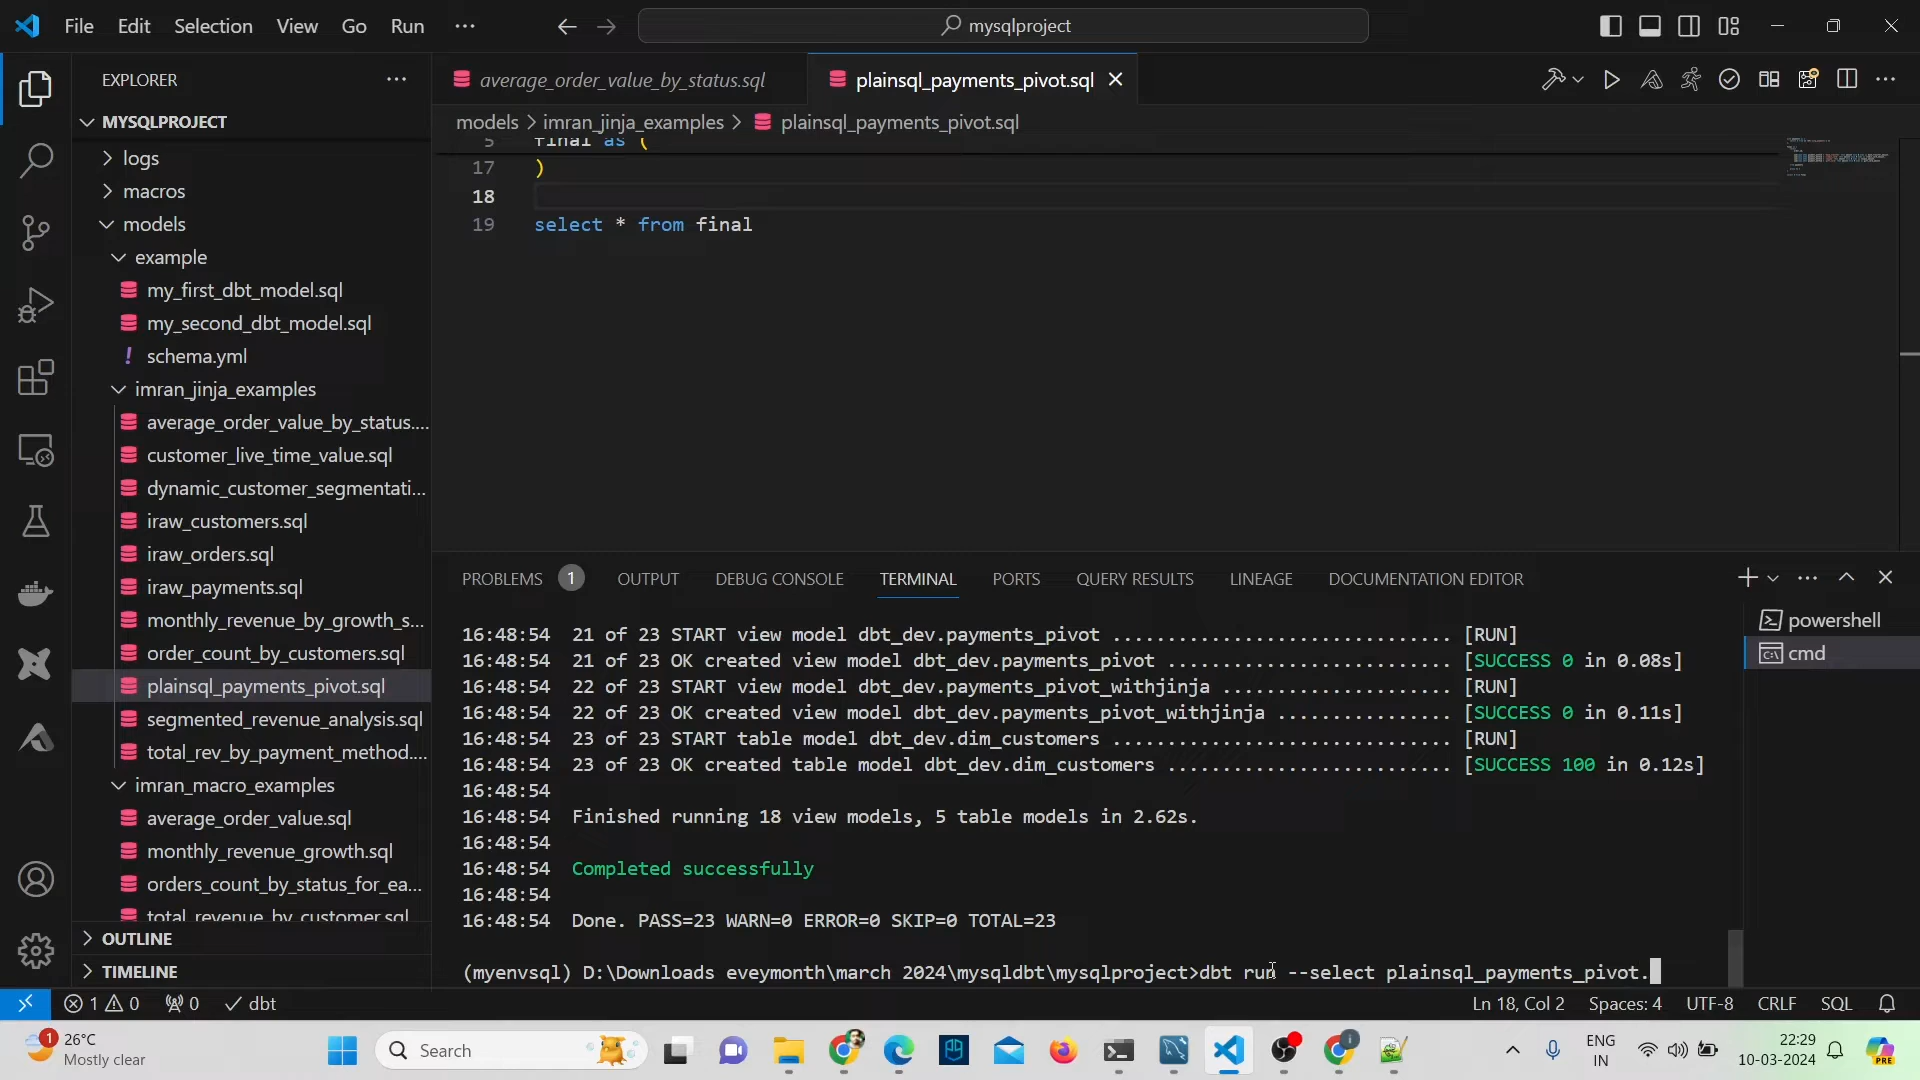 File Edit Selection View Go Run ... mysqlproject
EXPLORER ...
average_order_value_by_status.sql
plainsql_payments_pivot.sql
models > imran_jinja_examples > plainsql_payments_pivot.sql
MYSQLPROJECT
logs
macros
models
example
my_first_dbt_model.sql
my_second_dbt_model.sql
! schema.yml
imran_jinja_examples
average_order_value_by_status....
customer_live_time_value.sql
dynamic_customer_segmentati...
iraw_customers.sql
iraw_orders.sql
iraw_payments.sql
monthly_revenue_by_growth_s...
order_count_by_customers.sql
plainsql_payments_pivot.sql
segmented_revenue_analysis.sql
total_rev_by_payment_method....
imran_macro_examples
average_order_value.sql
monthly_revenue_growth.sql
orders_count_by_status_for_ea...
total_revenue_by_customer.sql
OUTLINE
TIMELINE
5 final as (
17 )
18
19 select * from final
PROBLEMS 1 OUTPUT DEBUG CONSOLE TERMINAL PORTS QUERY RESULTS LINEAGE DOCUMENTATION EDITOR
powershell
cmd
16:48:54 21 of 23 START view model dbt_dev.payments_pivot ............................... [RUN]
16:48:54 21 of 23 OK created view model dbt_dev.payments_pivot .......................... [SUCCESS 0 in 0.08s]
16:48:54 22 of 23 START view model dbt_dev.payments_pivot_withjinja ..................... [RUN]
16:48:54 22 of 23 OK created view model dbt_dev.payments_pivot_withjinja ................ [SUCCESS 0 in 0.11s]
16:48:54 23 of 23 START table model dbt_dev.dim_customers ............................... [RUN]
16:48:54 23 of 23 OK created table model dbt_dev.dim_customers .......................... [SUCCESS 100 in 0.12s]
16:48:54
16:48:54 Finished running 18 view models, 5 table models in 2.62s.
16:48:54
16:48:54 Completed successfully
16:48:54
16:48:54 Done. PASS=23 WARN=0 ERROR=0 SKIP=0 TOTAL=23
(myenvsql) D:\Downloads eveymonth\march 2024\mysqldbt\mysqlproject>dbt run --select plainsql_payments_pivot.
1 0 0 dbt Ln 18, Col 2 Spaces: 4 UTF-8 CRLF SQL
1 26°C
Mostly clear
Search
ENG
IN
22:29
10-03-2024
PRE